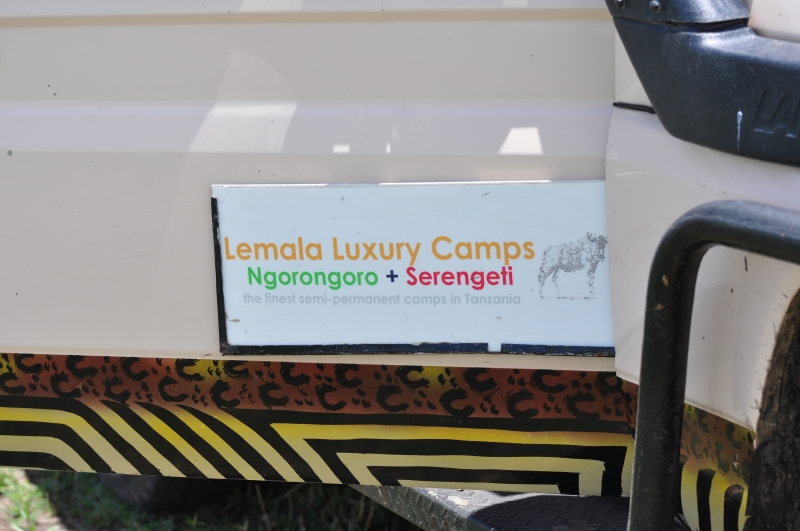 Lemala Luxury Camps
Ngorongoro + Serengeti
the finest semi-permanent camps in Tanzania